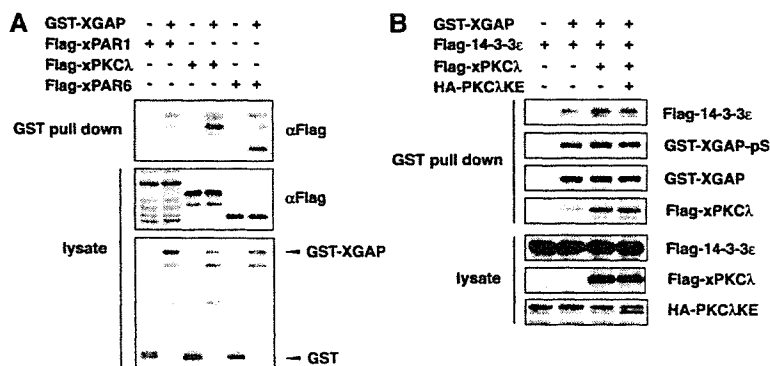 A
GST-XGAP - + - + - +
Flag-xPAR1 + + - - - -
Flag-xPKCλ - - + + - -
Flag-xPAR6 - - - - + +
GST pull down
αFlag
αFlag
lysate
GST-XGAP
GST
B
GST-XGAP - + + +
Flag-14-3-3ε + + + +
Flag-xPKCλ - - + +
HA-PKCλKE - - - +
GST pull down
Flag-14-3-3ε
GST-XGAP-pS
GST-XGAP
Flag-xPKCλ
lysate
Flag-14-3-3ε
Flag-xPKCλ
HA-PKCλKE